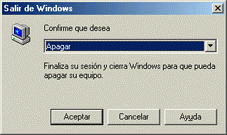 Salir de Windows
Confirme que desea
Apagar
Finaliza su sesión y cierra Windows para que pueda
apagar su equipo.
Aceptar Cancelar Ayuda